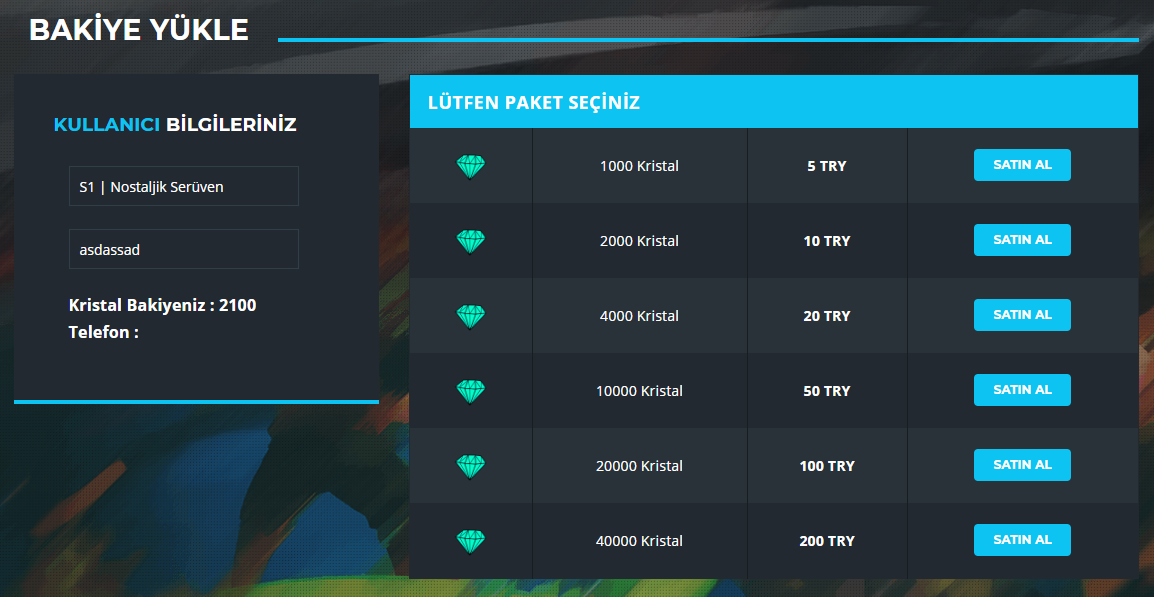 BAKİYE YÜKLE
KULLANICI BİLGİLERİNİZ
S1 | Nostaljik Serüven
asdassad
Kristal Bakiyeniz : 2100
Telefon :
LÜTFEN PAKET SEÇİNİZ
1000 Kristal 5 TRY SATIN AL
2000 Kristal 10 TRY SATIN AL
4000 Kristal 20 TRY SATIN AL
10000 Kristal 50 TRY SATIN AL
20000 Kristal 100 TRY SATIN AL
40000 Kristal 200 TRY SATIN AL